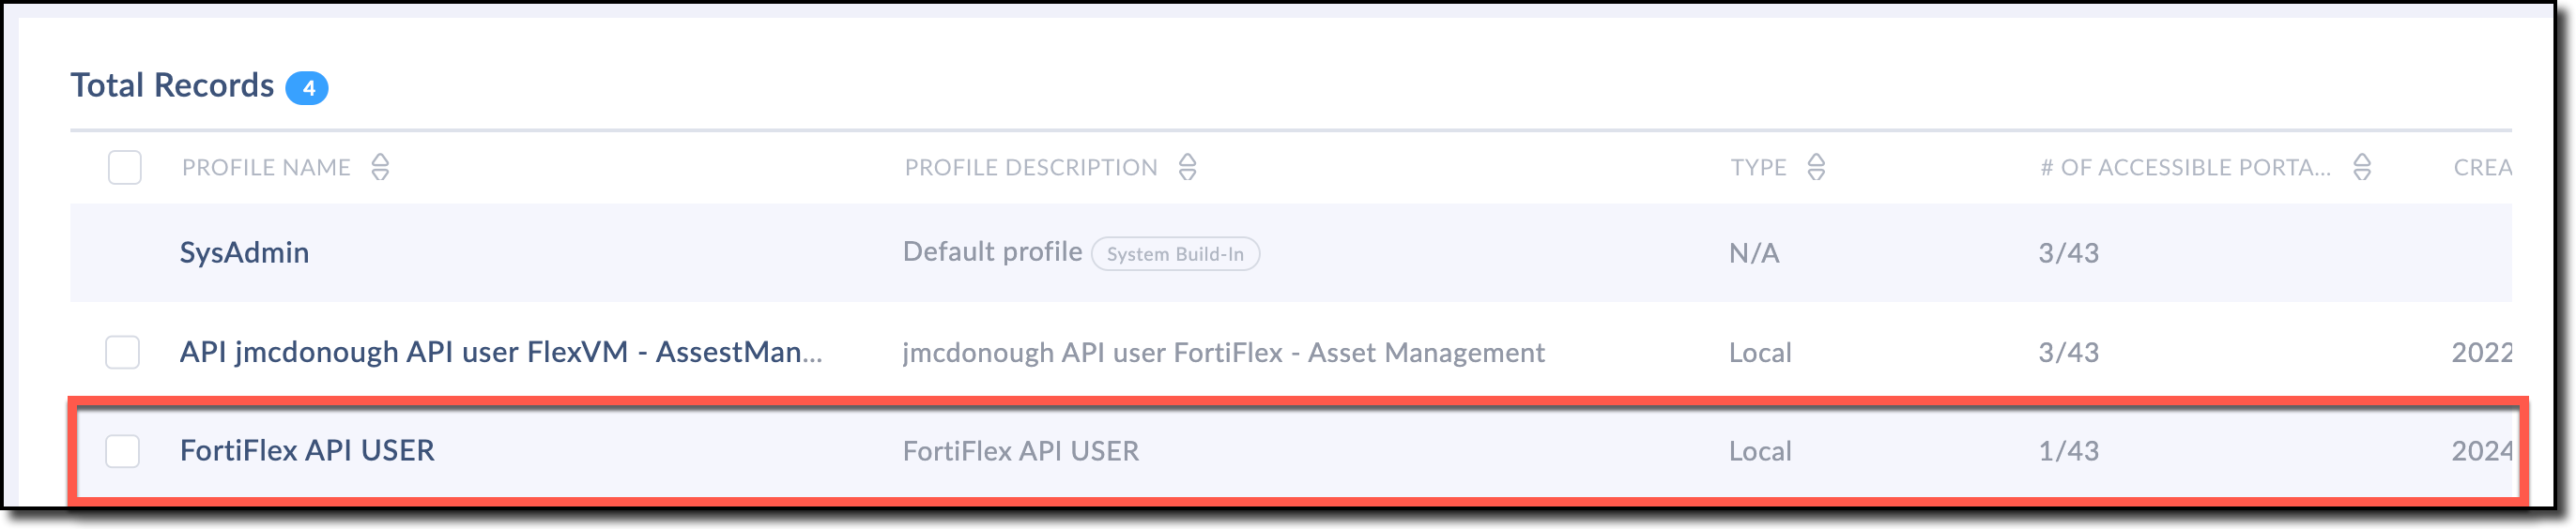 Total Records 4
PROFILE NAME PROFILE DESCRIPTION TYPE # OF ACCESSIBLE PORTA... CREA
SysAdmin Default profile System Build-In N/A 3/43
API jmcdonough API user FlexVM - AssestMan... jmcdonough API user FortiFlex - Asset Management Local 3/43 2022
FortiFlex API USER FortiFlex API USER Local 1/43 2024